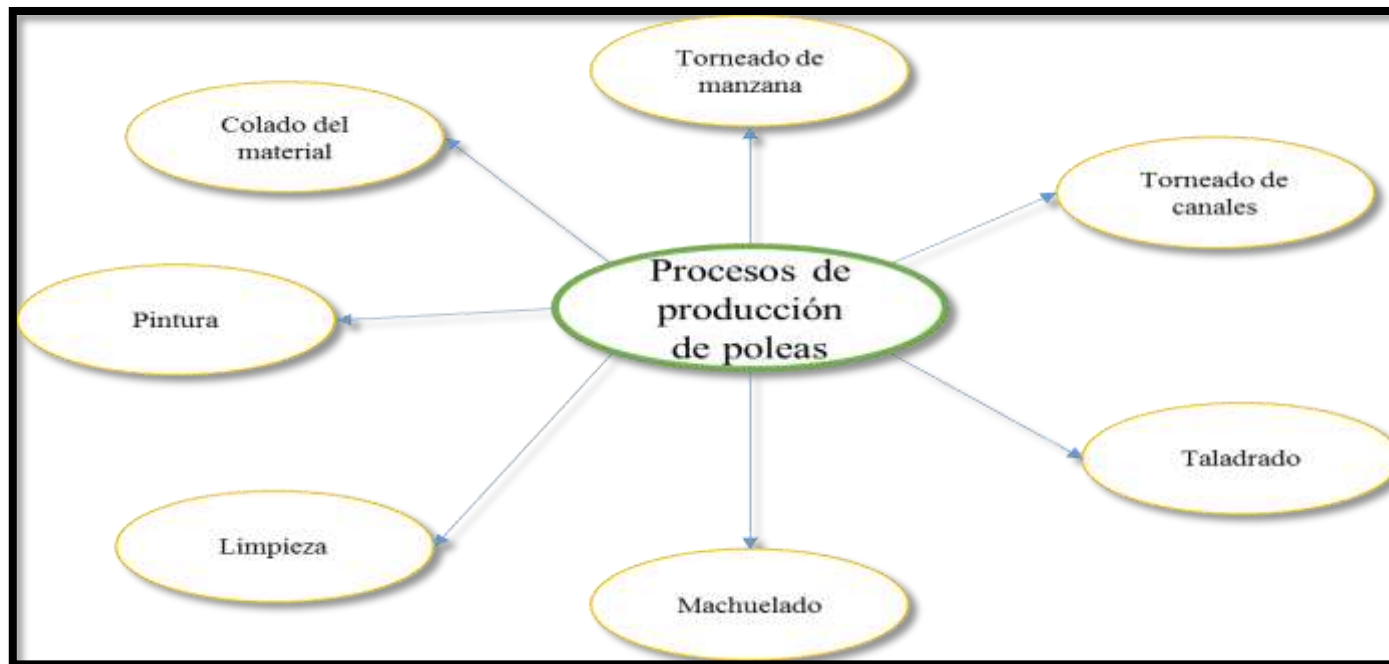 Torneado de
manzana
Colado del
material
Torneado de
canales
Procesos de
producción
de poleas
Pintura
Taladrado
Limpieza
Machuelado